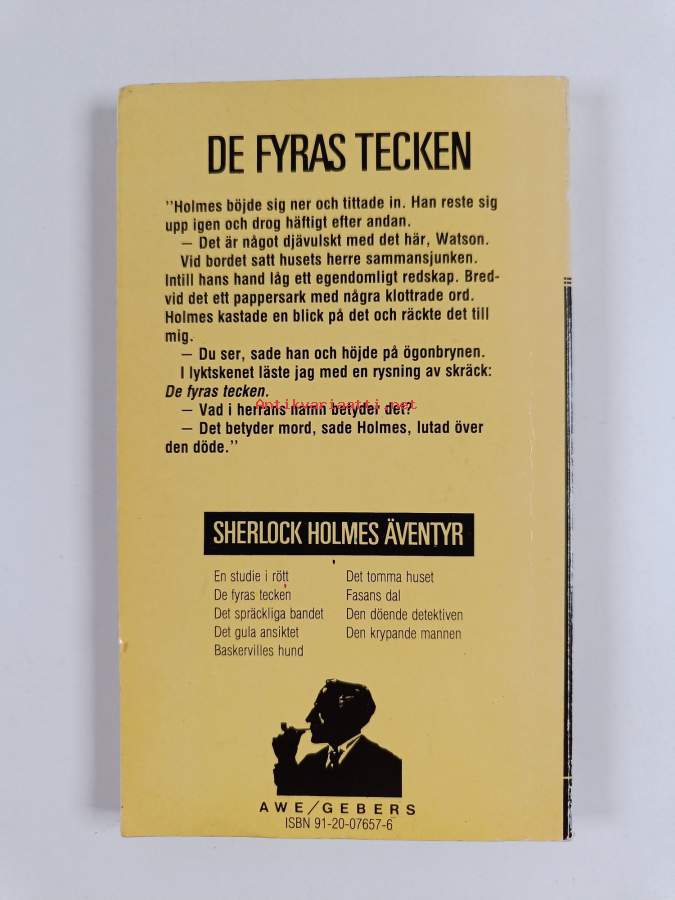 DE FYRAS TECKEN
"Holmes böjde sig ner och tittade in. Han reste sig
upp igen och drog häftigt efter andan.
— Det är något djävulskt med det här, Watson.
Vid bordet satt husets herre sammansjunken.
Intill hans hand låg ett egendomligt redskap. Bred-
vid det ett pappersark med några klottrade ord.
Holmes kastade en blick på det och räckte det till
mig.
— Du ser, sade han och höjde på ögonbrynen.
I lyktskenet läste jag med en rysning av skräck:
De fyras tecken.
Antikvariaatti.net
— Vad i herrans namn betyder det?
— Det betyder mord, sade Holmes, lutad över
den döde."
SHERLOCK HOLMES ÄVENTYR
En studie i rött
De fyras tecken
Det spräckliga bandet
Det gula ansiktet
Baskervilles hund
Det tomma huset
Fasans dal
Den döende detektiven
Den krypande mannen
AWE/GEBERS
ISBN 91-20-07657-6